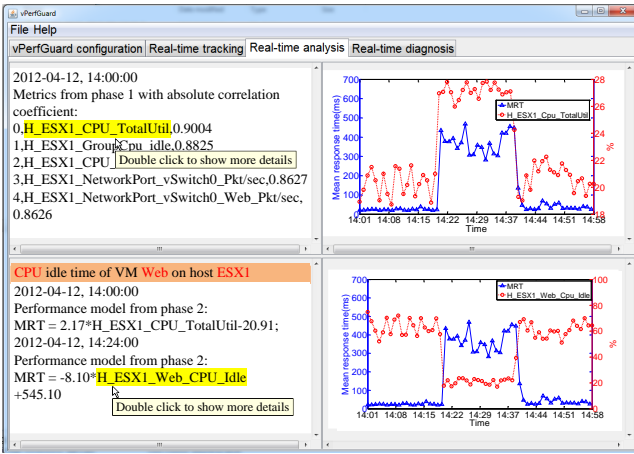 vPerfGuard
File Help
vPerfGuard configuration Real-time tracking Real-time analysis Real-time diagnosis
2012-04-12, 14:00:00
Metrics from phase 1 with absolute correlation
coefficient:
0,H_ESX1_CPU_TotalUtil,0.9004
1,H_ESX1_GroupCpu_idle,0.8825
2,H_ESX1_CPU_
Double click to show more details
3,H_ESX1_NetworkPort_vSwitch0_Pkt/sec,0.8627
4,H_ESX1_NetworkPort_vSwitch0_Web_Pkt/sec,
0.8626
Mean response time(ms)
700
600
500
400
300
200
100
0
MRT
H_ESX1_CPU_TotalUtil
28
26
24
22
20
18
%
14:01 14:08 14:15 14:22 14:29 14:37 14:44 14:51 14:58
Time
CPU idle time of VM Web on host ESX1
2012-04-12, 14:00:00
Performance model from phase 2:
MRT = 2.17*H_ESX1_CPU_TotalUtil-20.91;
2012-04-12, 14:24:00
Performance model from phase 2:
MRT = -8.10*H_ESX1_Web_CPU_Idle
+545.10
Double click to show more details
Mean response time(ms)
700
600
500
400
300
200
100
0
MRT
H_ESX1_Web_Cpu_Idle
100
80
60
40
20
0
%
14:01 14:08 14:15 14:22 14:29 14:37 14:44 14:51 14:58
Time